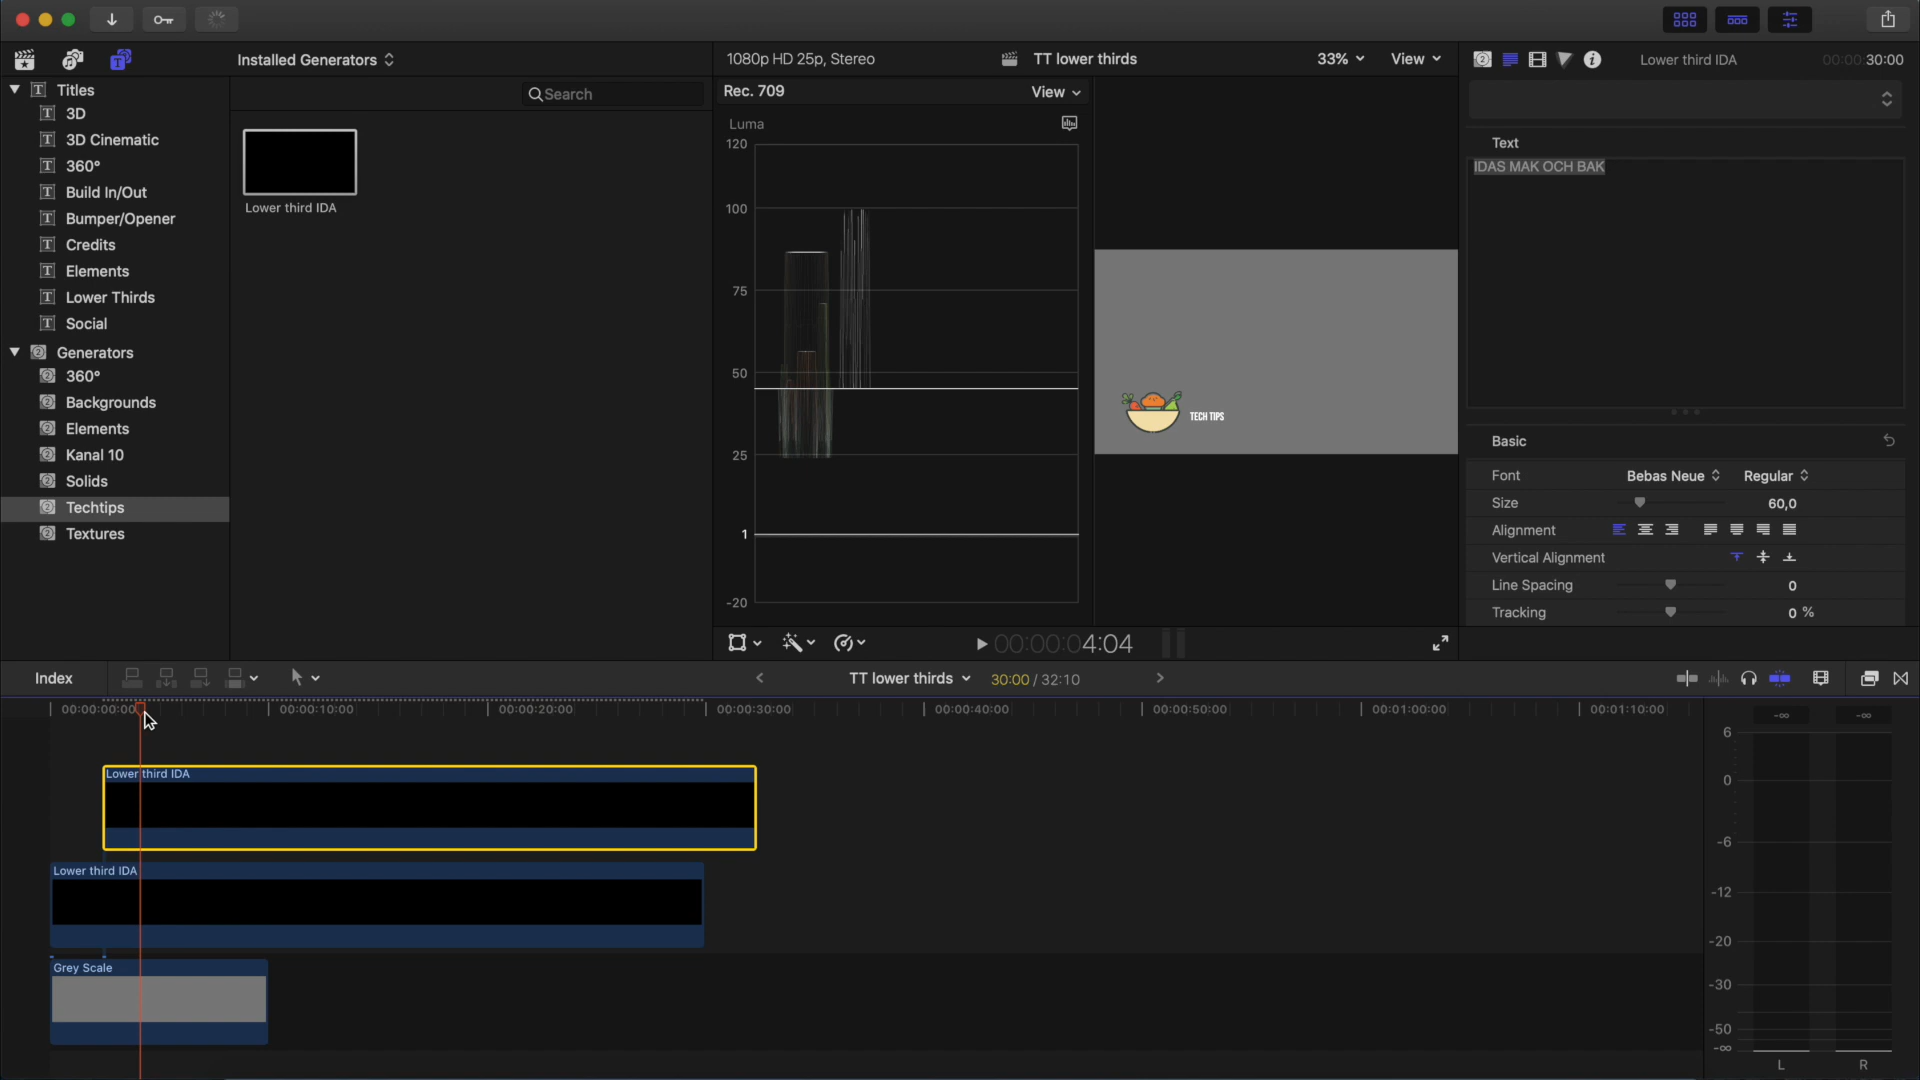 Installed Generators
1080p HD 25p, Stereo
TT lower thirds
33%
View
Lower third IDA
00:00:30:00
Titles
3D
3D Cinematic
360°
Build In/Out
Bumper/Opener
Credits
Elements
Lower Thirds
Social
Generators
360°
Backgrounds
Elements
Kanal 10
Solids
Techtips
Textures
Search
Lower third IDA
Rec. 709
View
Luma
120
100
75
50
25
1
-20
TECH TIPS
Text
IDAS MAK OCH BAK
Basic
Font
Bebas Neue
Regular
Size
60,0
Alignment
Vertical Alignment
Line Spacing
0
Tracking
0 %
00:00:04:04
Index
TT lower thirds
30:00 / 32:10
00:00:00:00
00:00:10:00
00:00:20:00
00:00:30:00
00:00:40:00
00:00:50:00
00:01:00:00
00:01:10:00
Lower third IDA
Lower third IDA
Grey Scale
-∞
-∞
6
0
-6
-12
-20
-30
-50
-∞
L
R